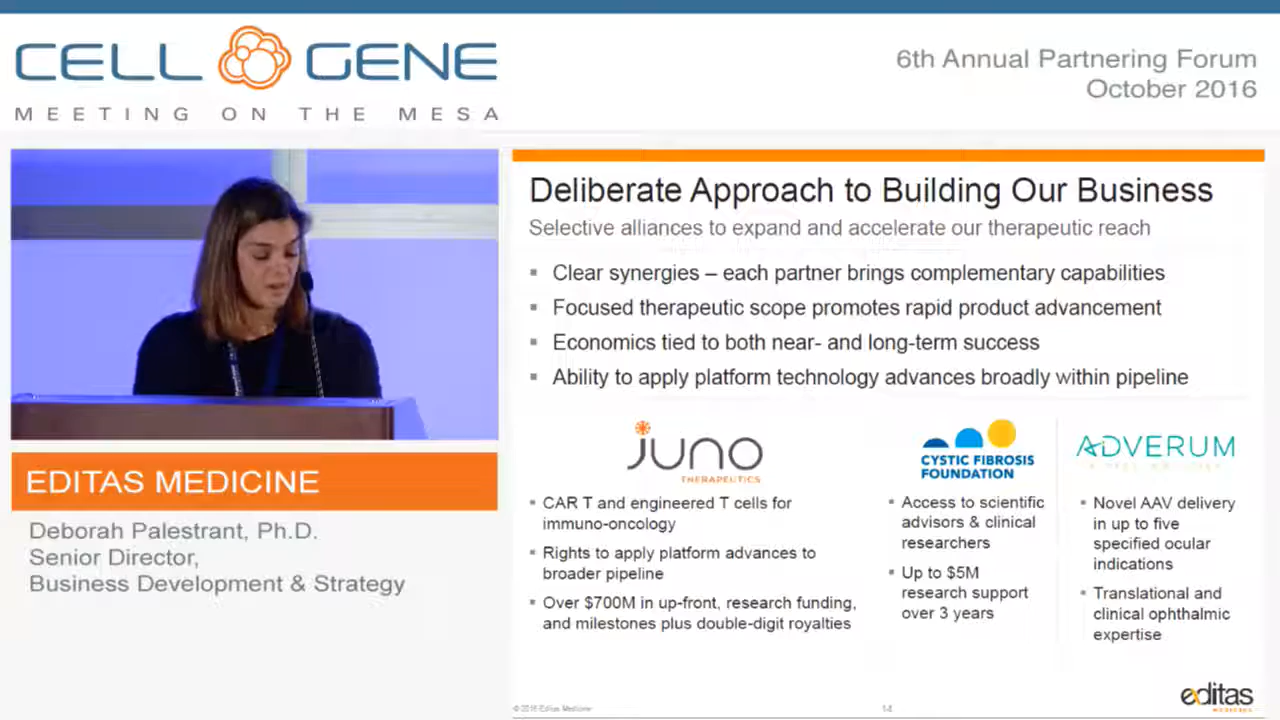 CELL GENE
MEETING ON THE MESA
6th Annual Partnering Forum
October 2016
EDITAS MEDICINE
Deborah Palestrant, Ph.D.
Senior Director,
Business Development & Strategy
Deliberate Approach to Building Our Business
Selective alliances to expand and accelerate our therapeutic reach
▪ Clear synergies – each partner brings complementary capabilities
▪ Focused therapeutic scope promotes rapid product advancement
▪ Economics tied to both near- and long-term success
▪ Ability to apply platform technology advances broadly within pipeline
juno
THERAPEUTICS
▪ CAR T and engineered T cells for
immuno-oncology
▪ Rights to apply platform advances to
broader pipeline
▪ Over $700M in up-front, research funding,
and milestones plus double-digit royalties
CYSTIC FIBROSIS
FOUNDATION
▪ Access to scientific
advisors & clinical
researchers
▪ Up to $5M
research support
over 3 years
ADVERUM
▪ Novel AAV delivery
in up to five
specified ocular
indications
▪ Translational and
clinical ophthalmic
expertise
© 2016 Editas Medicine
editas
MEDICINE